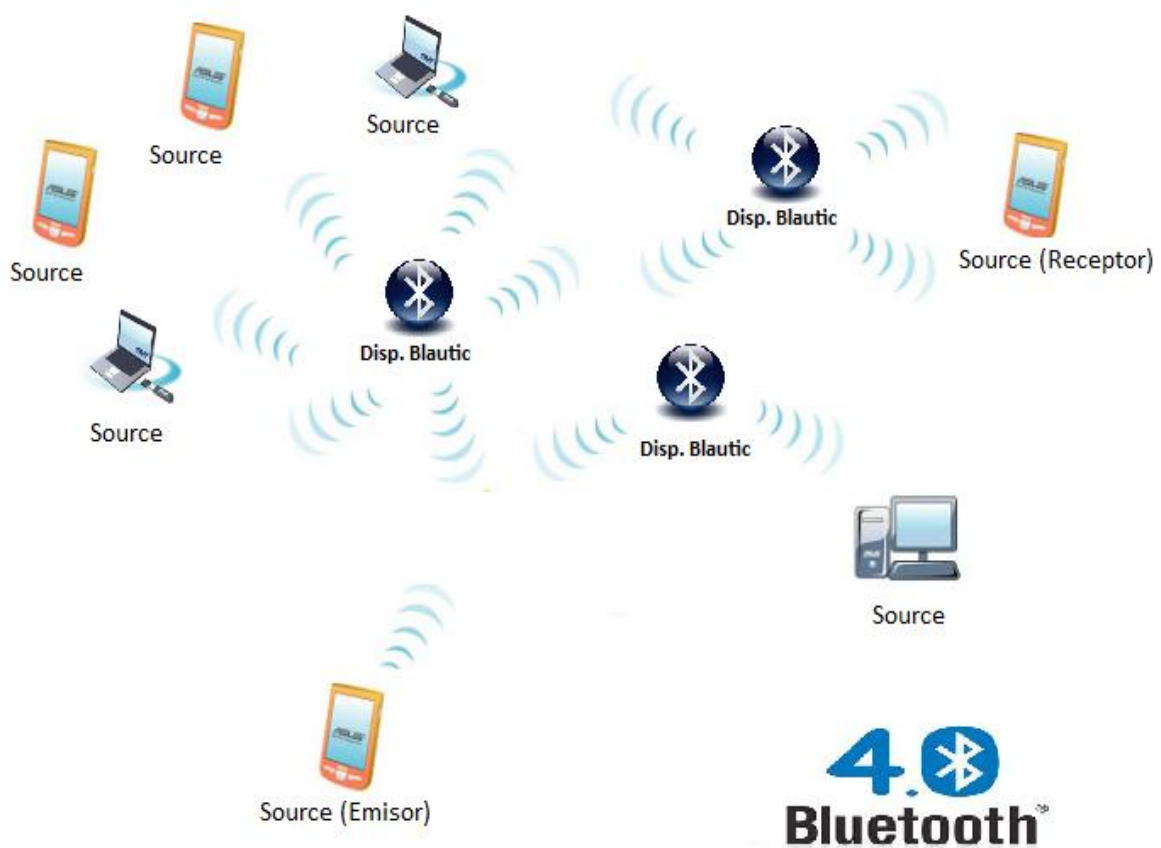 Source
Source
Source
Disp. Blautic
Source (Receptor)
Disp. Blautic
Source
Disp. Blautic
Source
Source (Emisor)
4.0
Bluetooth